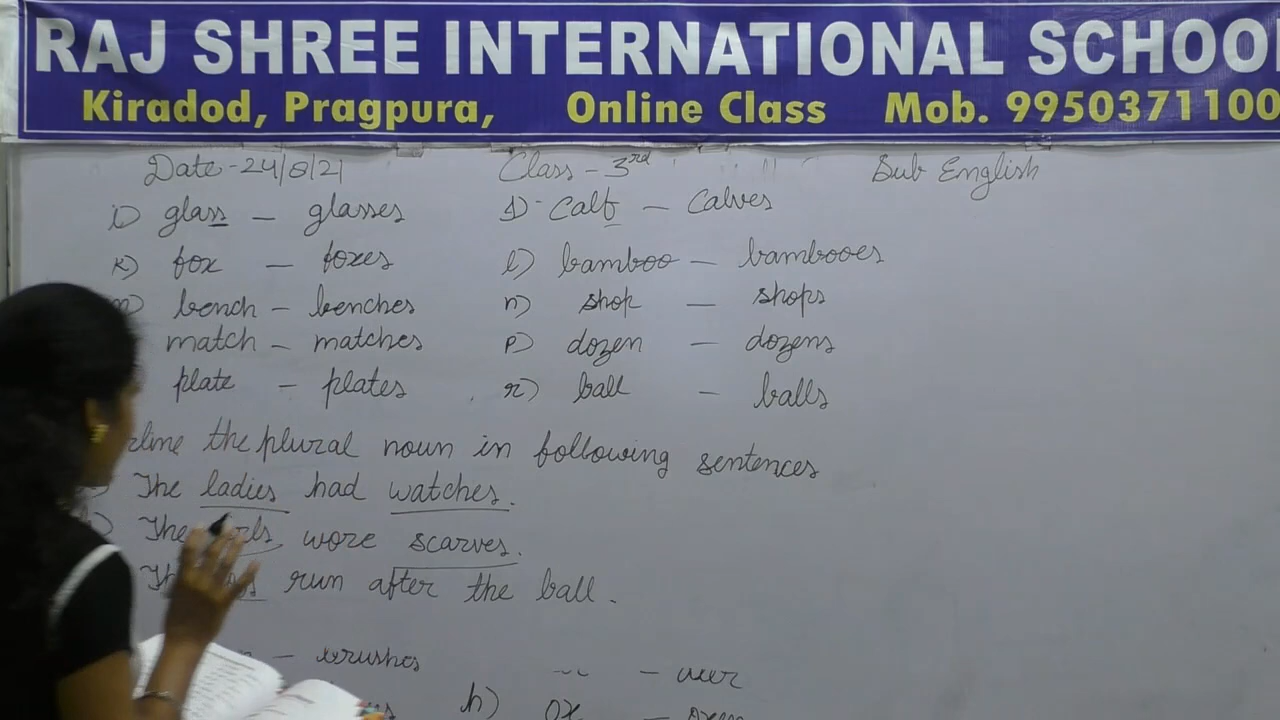 RAJ SHREE INTERNATIONAL SCHOO
Kiradod, Pragpura, Online Class Mob. 9950371100
Date-24/8/21 Class-3rd Sub English
i) glass - glasses J) calf - calves
K) fox - foxes l) bamboo - bambooes
m) bench - benches n) shop - shops
match - matches P) dozen - dozens
plate - plates r) ball - balls
the plural noun in following sentences
The ladies had watches.
The wore scarves.
run after the ball.
- brushes
h) ox